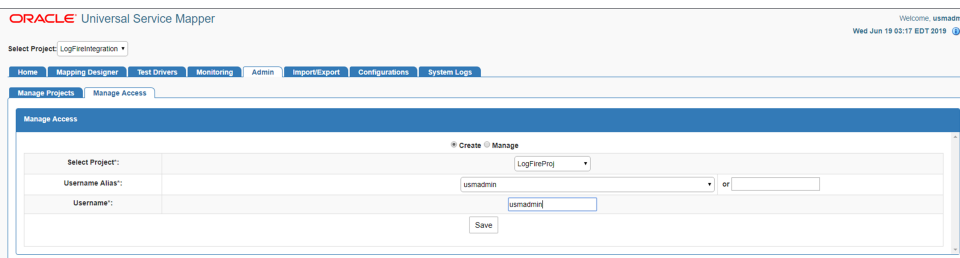 ORACLE® Universal Service Mapper
Welcome, usmadm
Wed Jun 19 03:17 EDT 2019
Select Project: LogFireIntegration
Home Mapping Designer Test Drivers Monitoring Admin Import/Export Configurations System Logs
Manage Projects Manage Access
Manage Access
Create Manage
Select Project*: LogFireProj
Username Alias*: usmadmin or
Username*: usmadmin
Save